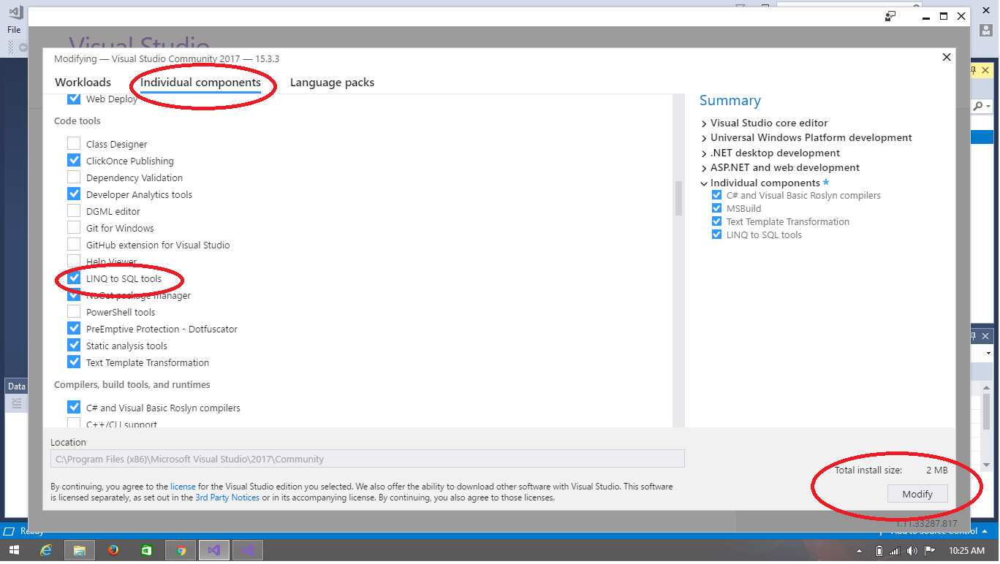 File
Visual Studio
Modifying — Visual Studio Community 2017 — 15.3.3
Workloads Individual components Language packs
Web Deploy
Code tools
Class Designer
ClickOnce Publishing
Dependency Validation
Developer Analytics tools
DGML editor
Git for Windows
GitHub extension for Visual Studio
Help Viewer
LINQ to SQL tools
NuGet package manager
PowerShell tools
PreEmptive Protection - Dotfuscator
Static analysis tools
Text Template Transformation
Compilers, build tools, and runtimes
C# and Visual Basic Roslyn compilers
C++/CLI support
Summary
Visual Studio core editor
Universal Windows Platform development
.NET desktop development
ASP.NET and web development
Individual components *
C# and Visual Basic Roslyn compilers
MSBuild
Text Template Transformation
LINQ to SQL tools
Location
C:\Program Files (x86)\Microsoft Visual Studio\2017\Community
By continuing, you agree to the license for the Visual Studio edition you selected. We also offer the ability to download other software with Visual Studio. This software
is licensed separately, as set out in the 3rd Party Notices or in its accompanying license. By continuing, you also agree to those licenses.
Total install size: 2 MB
Modify
1.11.33287.817
Data
Ready
Add to Source Control
10:25 AM